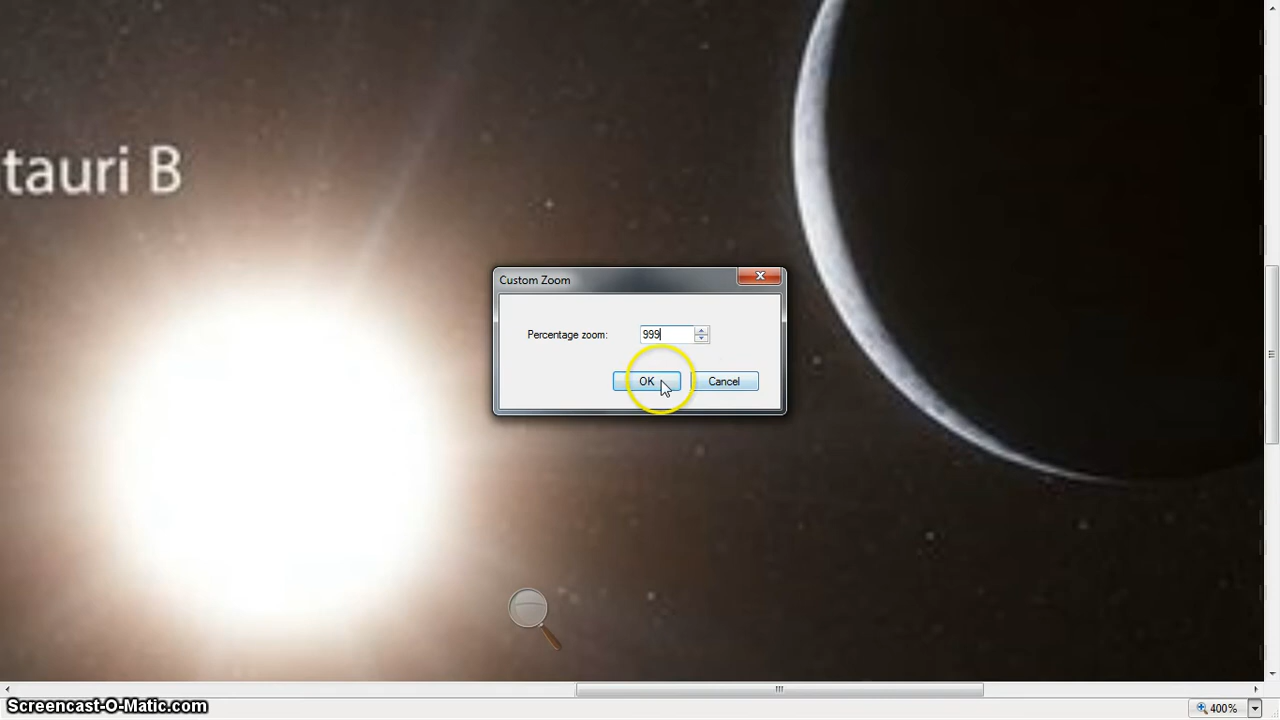 tauri B
Custom Zoom
Percentage zoom:
999
OK
Cancel
Screencast-O-Matic.com
400%